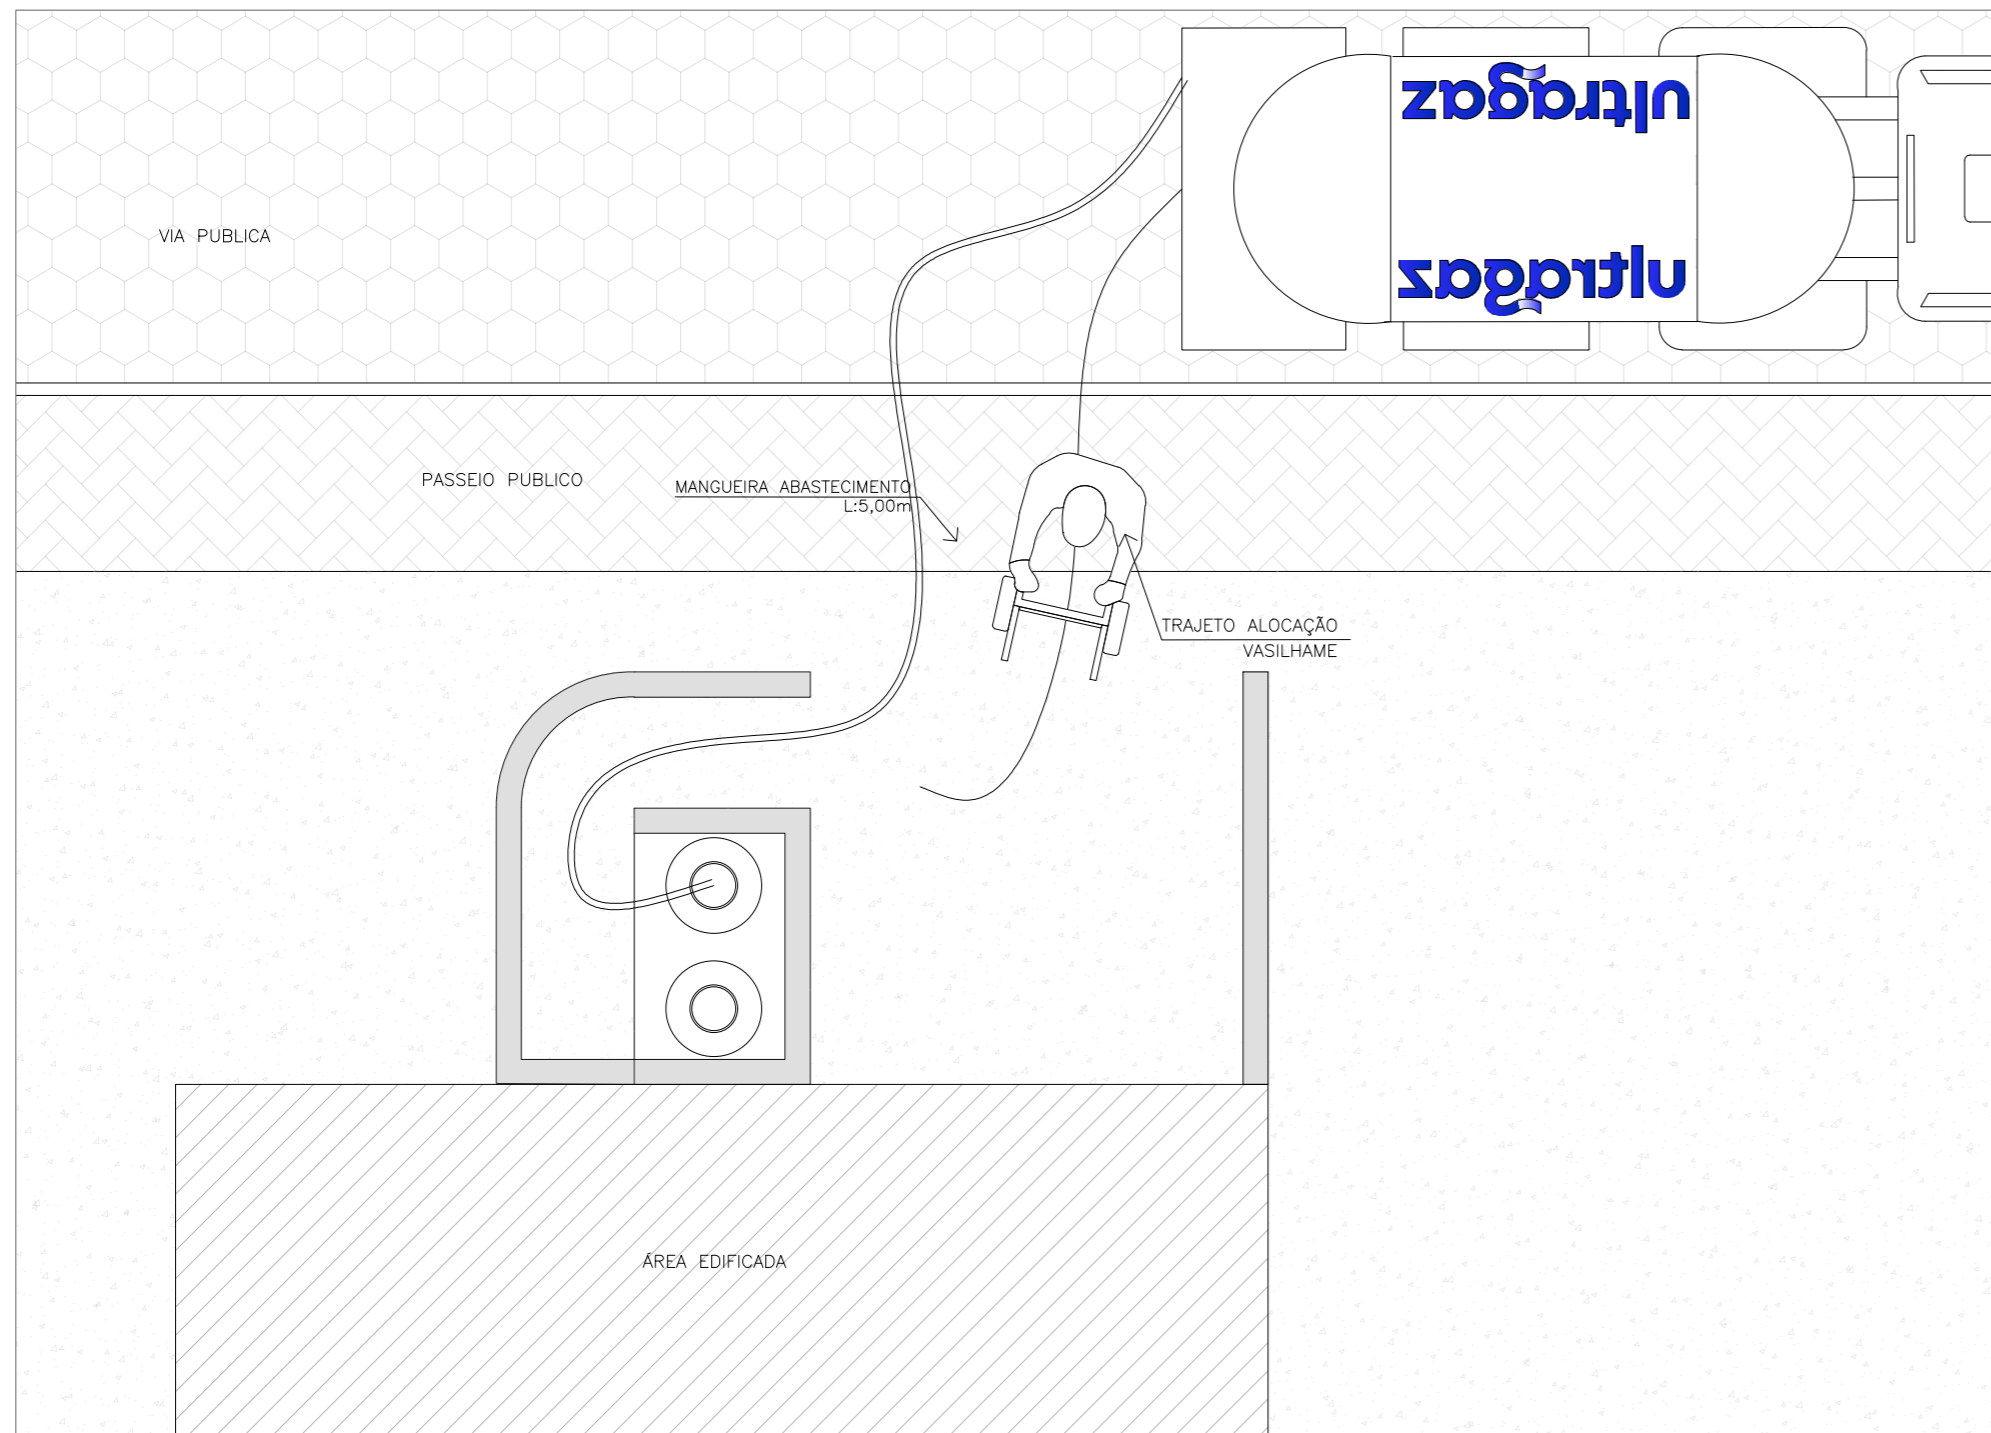 ultragaz
ultragaz
VIA PUBLICA
PASSEIO PUBLICO
MANGUEIRA ABASTECIMENTO
L:5,00m
TRAJETO ALOCAÇÃO
VASILHAME
ÁREA EDIFICADA